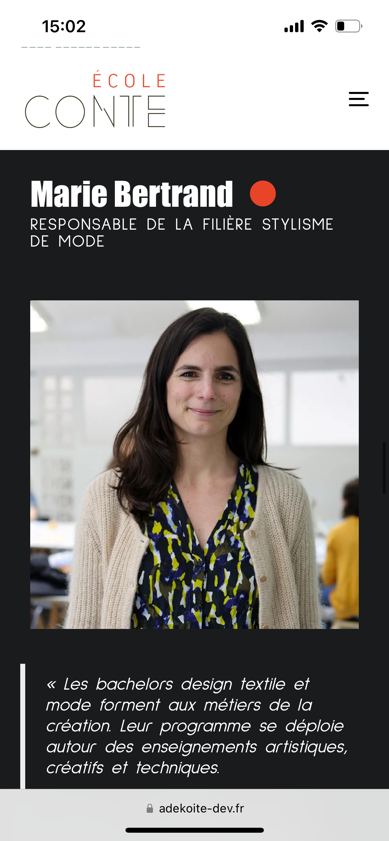 15:02
ÉCOLE
CONTE
Marie Bertrand
RESPONSABLE DE LA FILIÈRE STYLISME
DE MODE
« Les bachelors design textile et
mode forment aux métiers de la
création. Leur programme se déploie
autour des enseignements artistiques,
créatifs et techniques.
adekoite-dev.fr